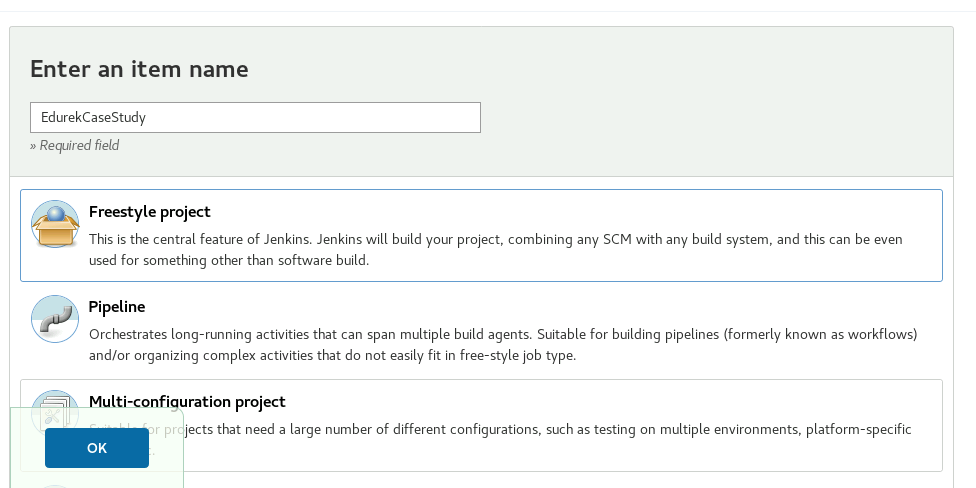 Enter an item name
EdurekCaseStudy
» Required field
Freestyle project
This is the central feature of Jenkins. Jenkins will build your project, combining any SCM with any build system, and this can be even
used for something other than software build.
Pipeline
Orchestrates long-running activities that can span multiple build agents. Suitable for building pipelines (formerly known as workflows)
and/or organizing complex activities that do not easily fit in free-style job type.
Multi-configuration project
Suitable for projects that need a large number of different configurations, such as testing on multiple environments, platform-specific
OK